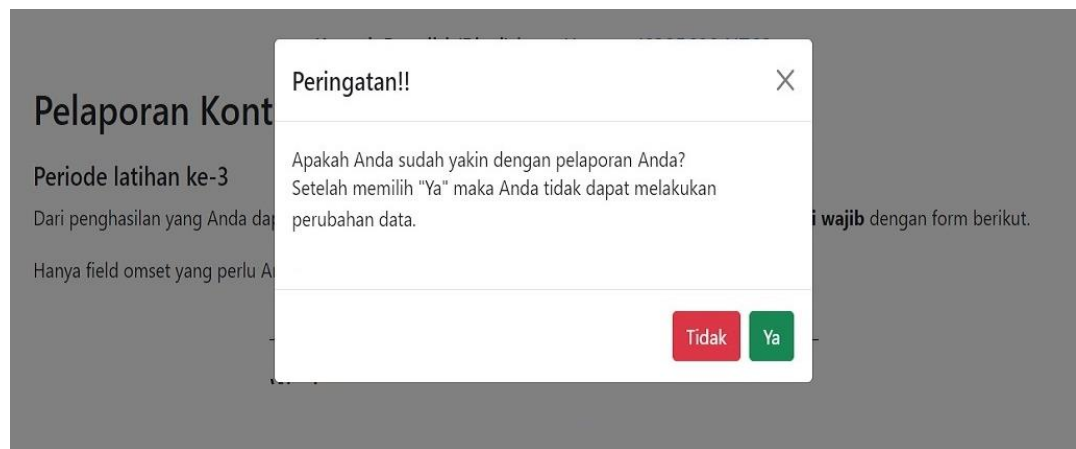 Peringatan!!
Pelaporan Kont
Apakah Anda sudah yakin dengan pelaporan Anda?
Periode latihan ke-3
Setelah memilih "Ya" maka Anda tidak dapat melakukan
Dari penghasilan yang Anda perubahan data. wajib dengan form berikut.
Hanya field omset yang perlu
Tidak Ya